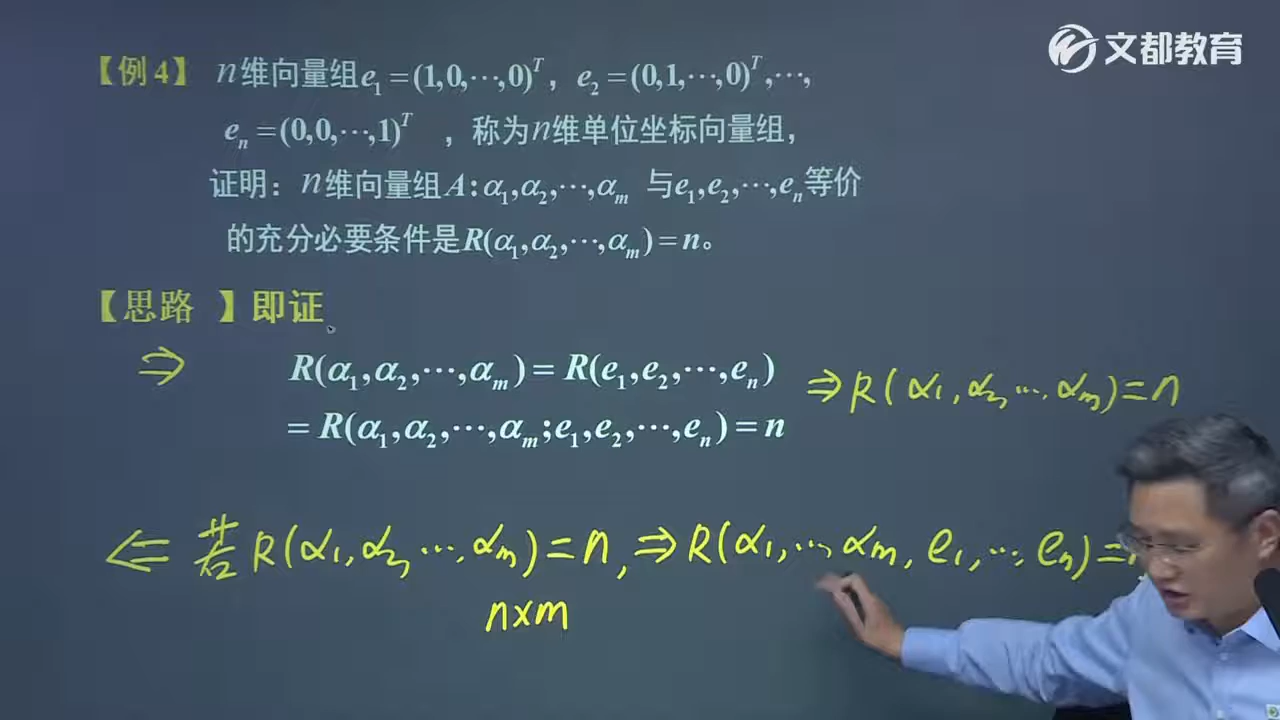 文都教育
【例4】 n维向量组e₁=(1,0,⋯,0)ᵀ, e₂=(0,1,⋯,0)ᵀ,⋯,
eₙ=(0,0,⋯,1)ᵀ ,称为n维单位坐标向量组,
证明:n维向量组A:α₁,α₂,⋯,αₘ 与e₁,e₂,⋯,eₙ等价
的充分必要条件是R(α₁,α₂,⋯,αₘ)=n。
【思路 】即证
⇒ R(α₁,α₂,⋯,αₘ)=R(e₁,e₂,⋯,eₙ)
=R(α₁,α₂,⋯,αₘ;e₁,e₂,⋯,eₙ)=n
⇒R(α₁,α₂,⋯,αₘ)=n
⇐ 若R(α₁,α₂,⋯,αₘ)=n,⇒R(α₁,⋯,αₘ,e₁,⋯,eₙ)=
n×m